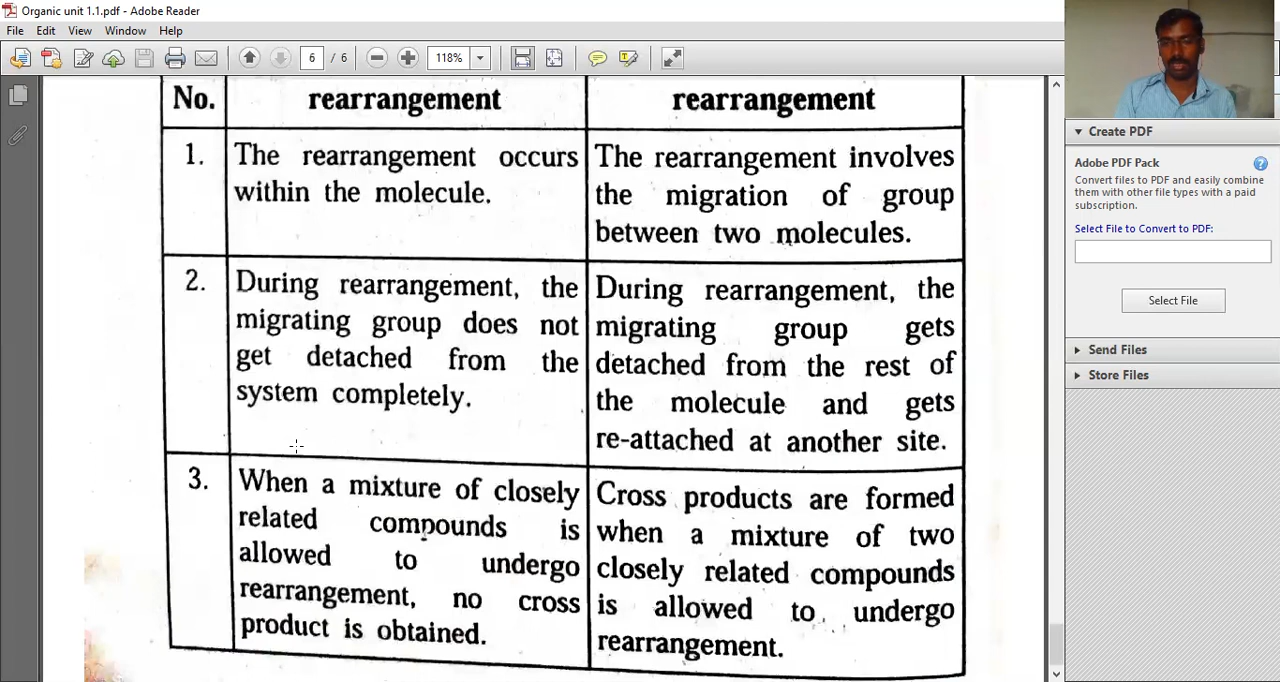 Organic unit 1.1.pdf - Adobe Reader
File Edit View Window Help
6 / 6 118%
No. rearrangement rearrangement
1. The rearrangement occurs
within the molecule.
The rearrangement involves
the migration of group
between two molecules.
2. During rearrangement, the
migrating group does not
get detached from the
system completely.
During rearrangement, the
migrating group gets
detached from the rest of
the molecule and gets
re-attached at another site.
3. When a mixture of closely
related compounds is
allowed to undergo
rearrangement, no cross
product is obtained.
Cross products are formed
when a mixture of two
closely related compounds
is allowed to undergo
rearrangement.
Create PDF
Adobe PDF Pack
Convert files to PDF and easily combine
them with other file types with a paid
subscription.
Select File to Convert to PDF:
Select File
Send Files
Store Files